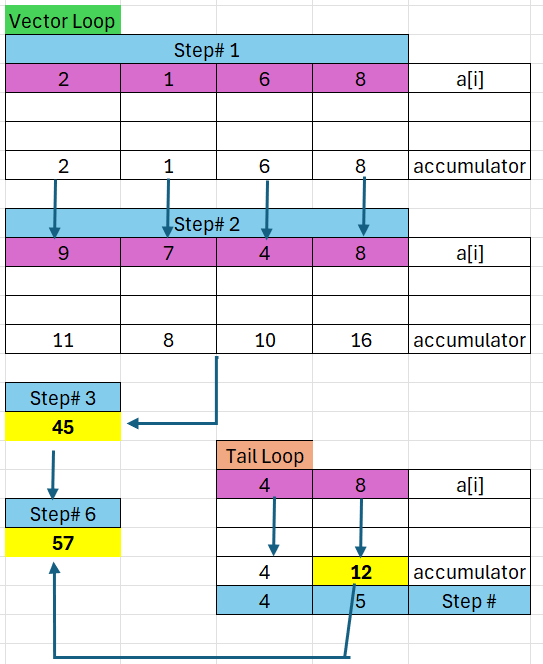 Vector Loop
Step# 1
2 1 6 8 a[i]
2 1 6 8 accumulator
Step# 2
9 7 4 8 a[i]
11 8 10 16 accumulator
Step# 3
45
Tail Loop
4 8 a[i]
Step# 6
57
4 12 accumulator
4 5 Step #